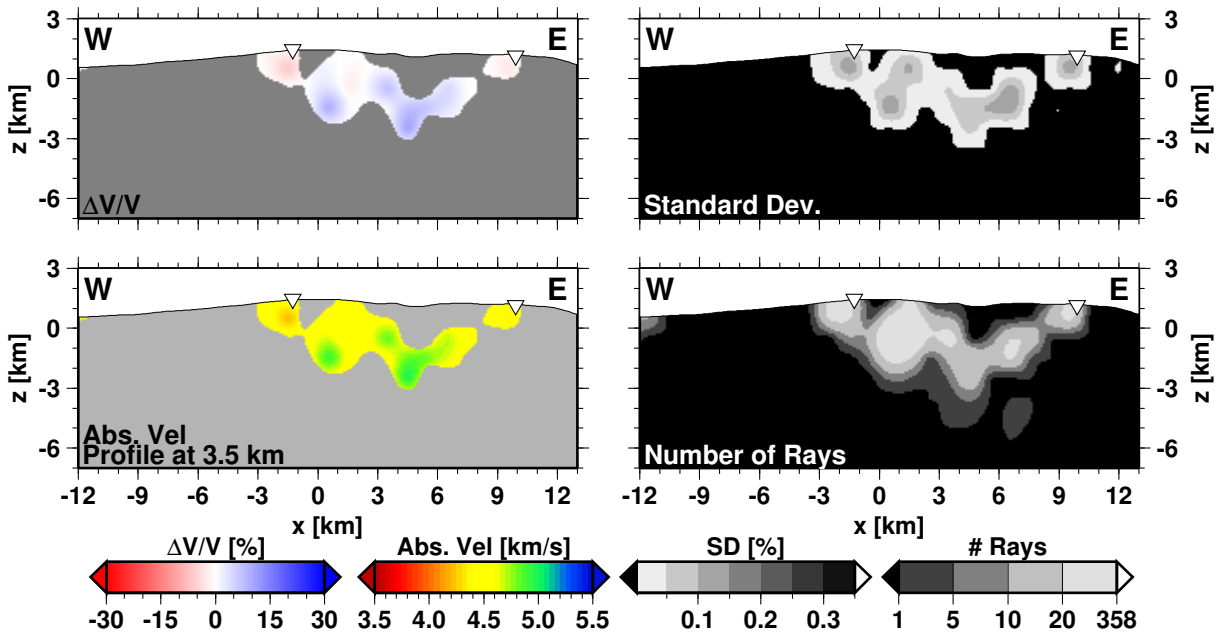 W E
3
0
-3
-6
z [km]
ΔV/V
3
0
-3
-6
z [km]
W E
Standard Dev.
3
0
-3
-6
z [km]
W E
Abs. Vel
Profile at 3.5 km
-12 -9 -6 -3 0 3 6 9 12
x [km]
W E
Number of Rays
3
0
-3
-6
z [km]
-12 -9 -6 -3 0 3 6 9 12
x [km]
ΔV/V [%]
-30 -15 0 15 30
Abs. Vel [km/s]
3.5 4.0 4.5 5.0 5.5
SD [%]
0.1 0.2 0.3
# Rays
1 5 10 20 358